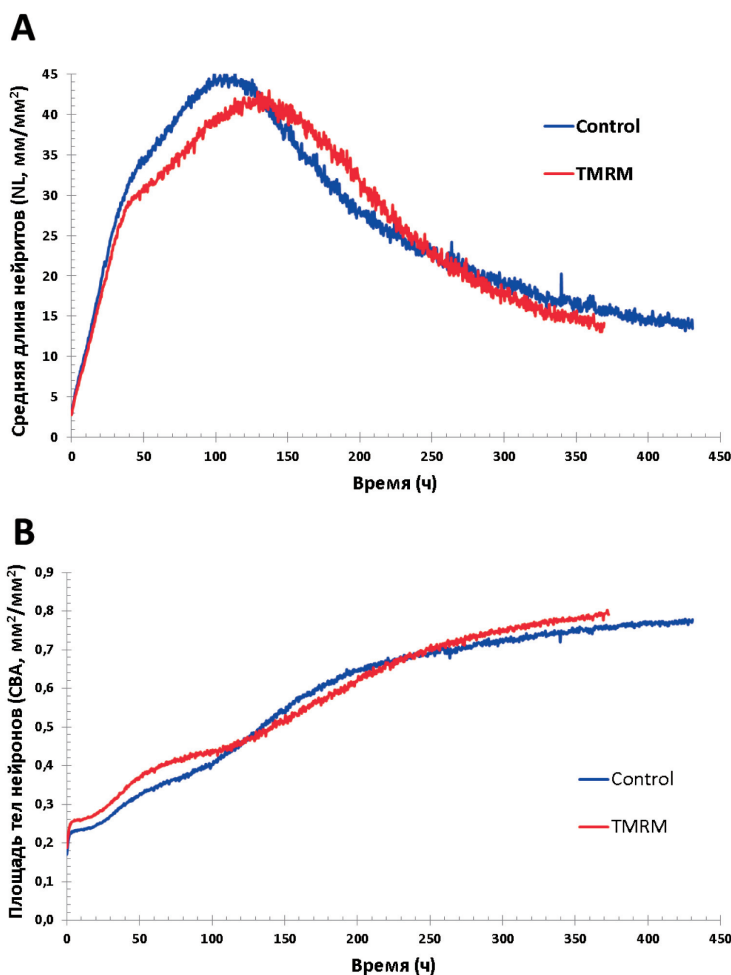 A
Средняя длина нейритов (NL, мм/мм²)
45
40
35
30
25
20
15
10
5
0
Control
TMRM
0 50 100 150 200 250 300 350 400 450
Время (ч)
B
Площадь тел нейронов (CBA, мм²/мм²)
0,9
0,8
0,7
0,6
0,5
0,4
0,3
0,2
0,1
0,0
Control
TMRM
0 50 100 150 200 250 300 350 400 450
Время (ч)